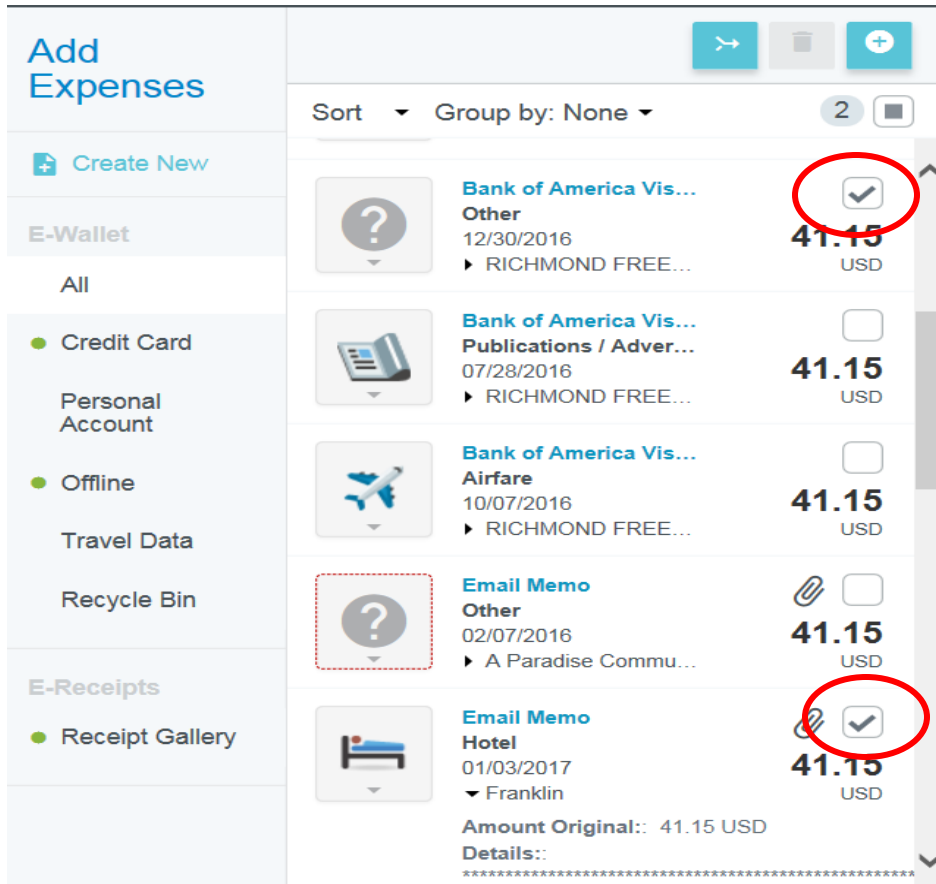 Add
Expenses
Create New
E-Wallet
All
Credit Card
Personal
Account
Offline
Travel Data
Recycle Bin
E-Receipts
Receipt Gallery
Sort Group by: None 2
Bank of America Vis...
Other
12/30/2016 41.15
RICHMOND FREE... USD
Bank of America Vis...
Publications / Adver...
07/28/2016 41.15
RICHMOND FREE... USD
Bank of America Vis...
Airfare
10/07/2016 41.15
RICHMOND FREE... USD
Email Memo
Other
02/07/2016 41.15
A Paradise Commu... USD
Email Memo
Hotel
01/03/2017 41.15
Franklin USD
Amount Original:: 41.15 USD
Details::
******************************************************